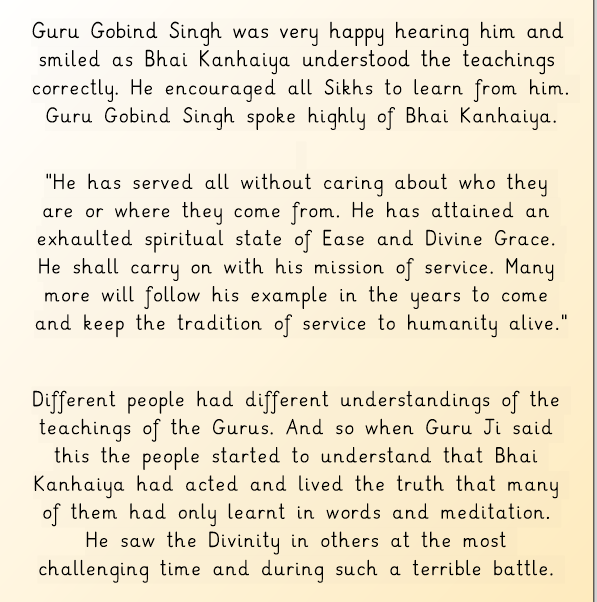 Guru Gobind Singh was very happy hearing him and
smiled as Bhai Kanhaiya understood the teachings
correctly. He encouraged all Sikhs to learn from him.
Guru Gobind Singh spoke highly of Bhai Kanhaiya.
"He has served all without caring about who they
are or where they come from. He has attained an
exhaulted spiritual state of Ease and Divine Grace.
He shall carry on with his mission of service. Many
more will follow his example in the years to come
and keep the tradition of service to humanity alive."
Different people had different understandings of the
teachings of the Gurus. And so when Guru Ji said
this the people started to understand that Bhai
Kanhaiya had acted and lived the truth that many
of them had only learnt in words and meditation.
He saw the Divinity in others at the most
challenging time and during such a terrible battle.